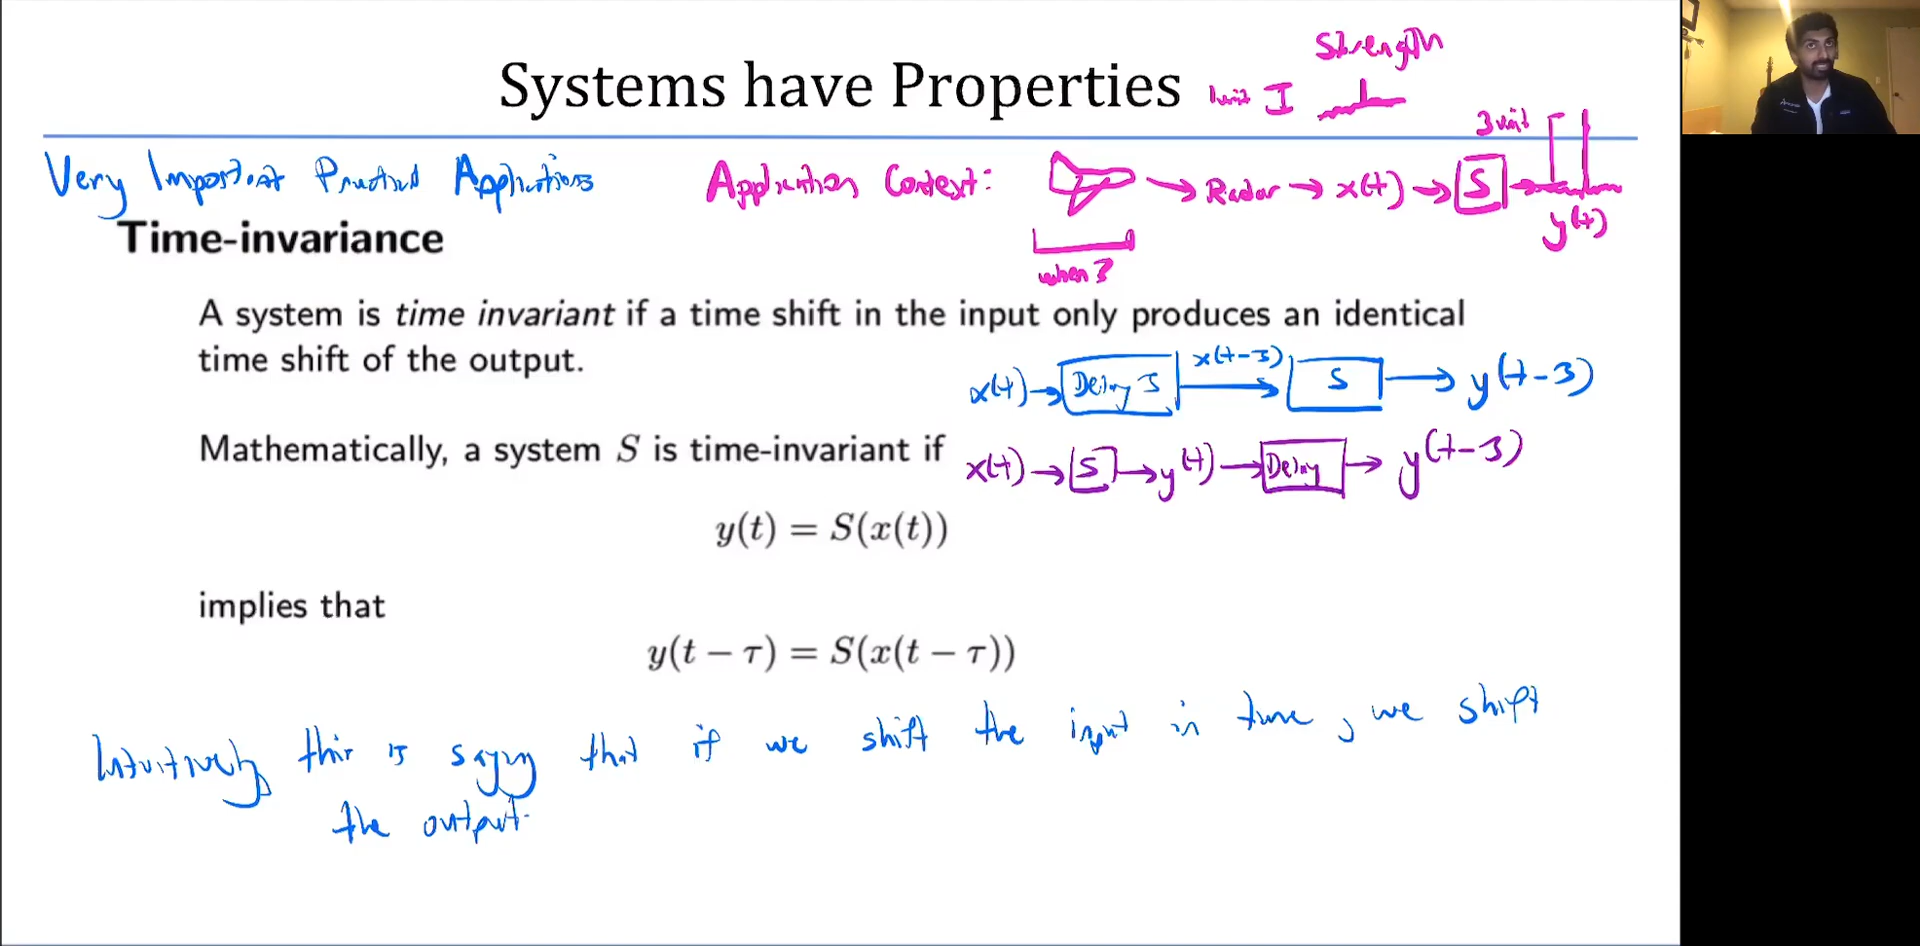 Systems have Properties
1unit I
Strength
3 unit
Very Important Practical Applications
Application Context:
→ Radar → x(t) → S → y(t)
when?
Time-invariance
A system is time invariant if a time shift in the input only produces an identical
time shift of the output.
x(t) → Delay 3 x(t-3) → S → y(t-3)
Mathematically, a system S is time-invariant if
x(t) → S → y(t) → Delay → y(t-3)
y(t) = S(x(t))
implies that
y(t − τ) = S(x(t − τ))
Intuitively this is saying that if we shift the input in time, we shift
the output.